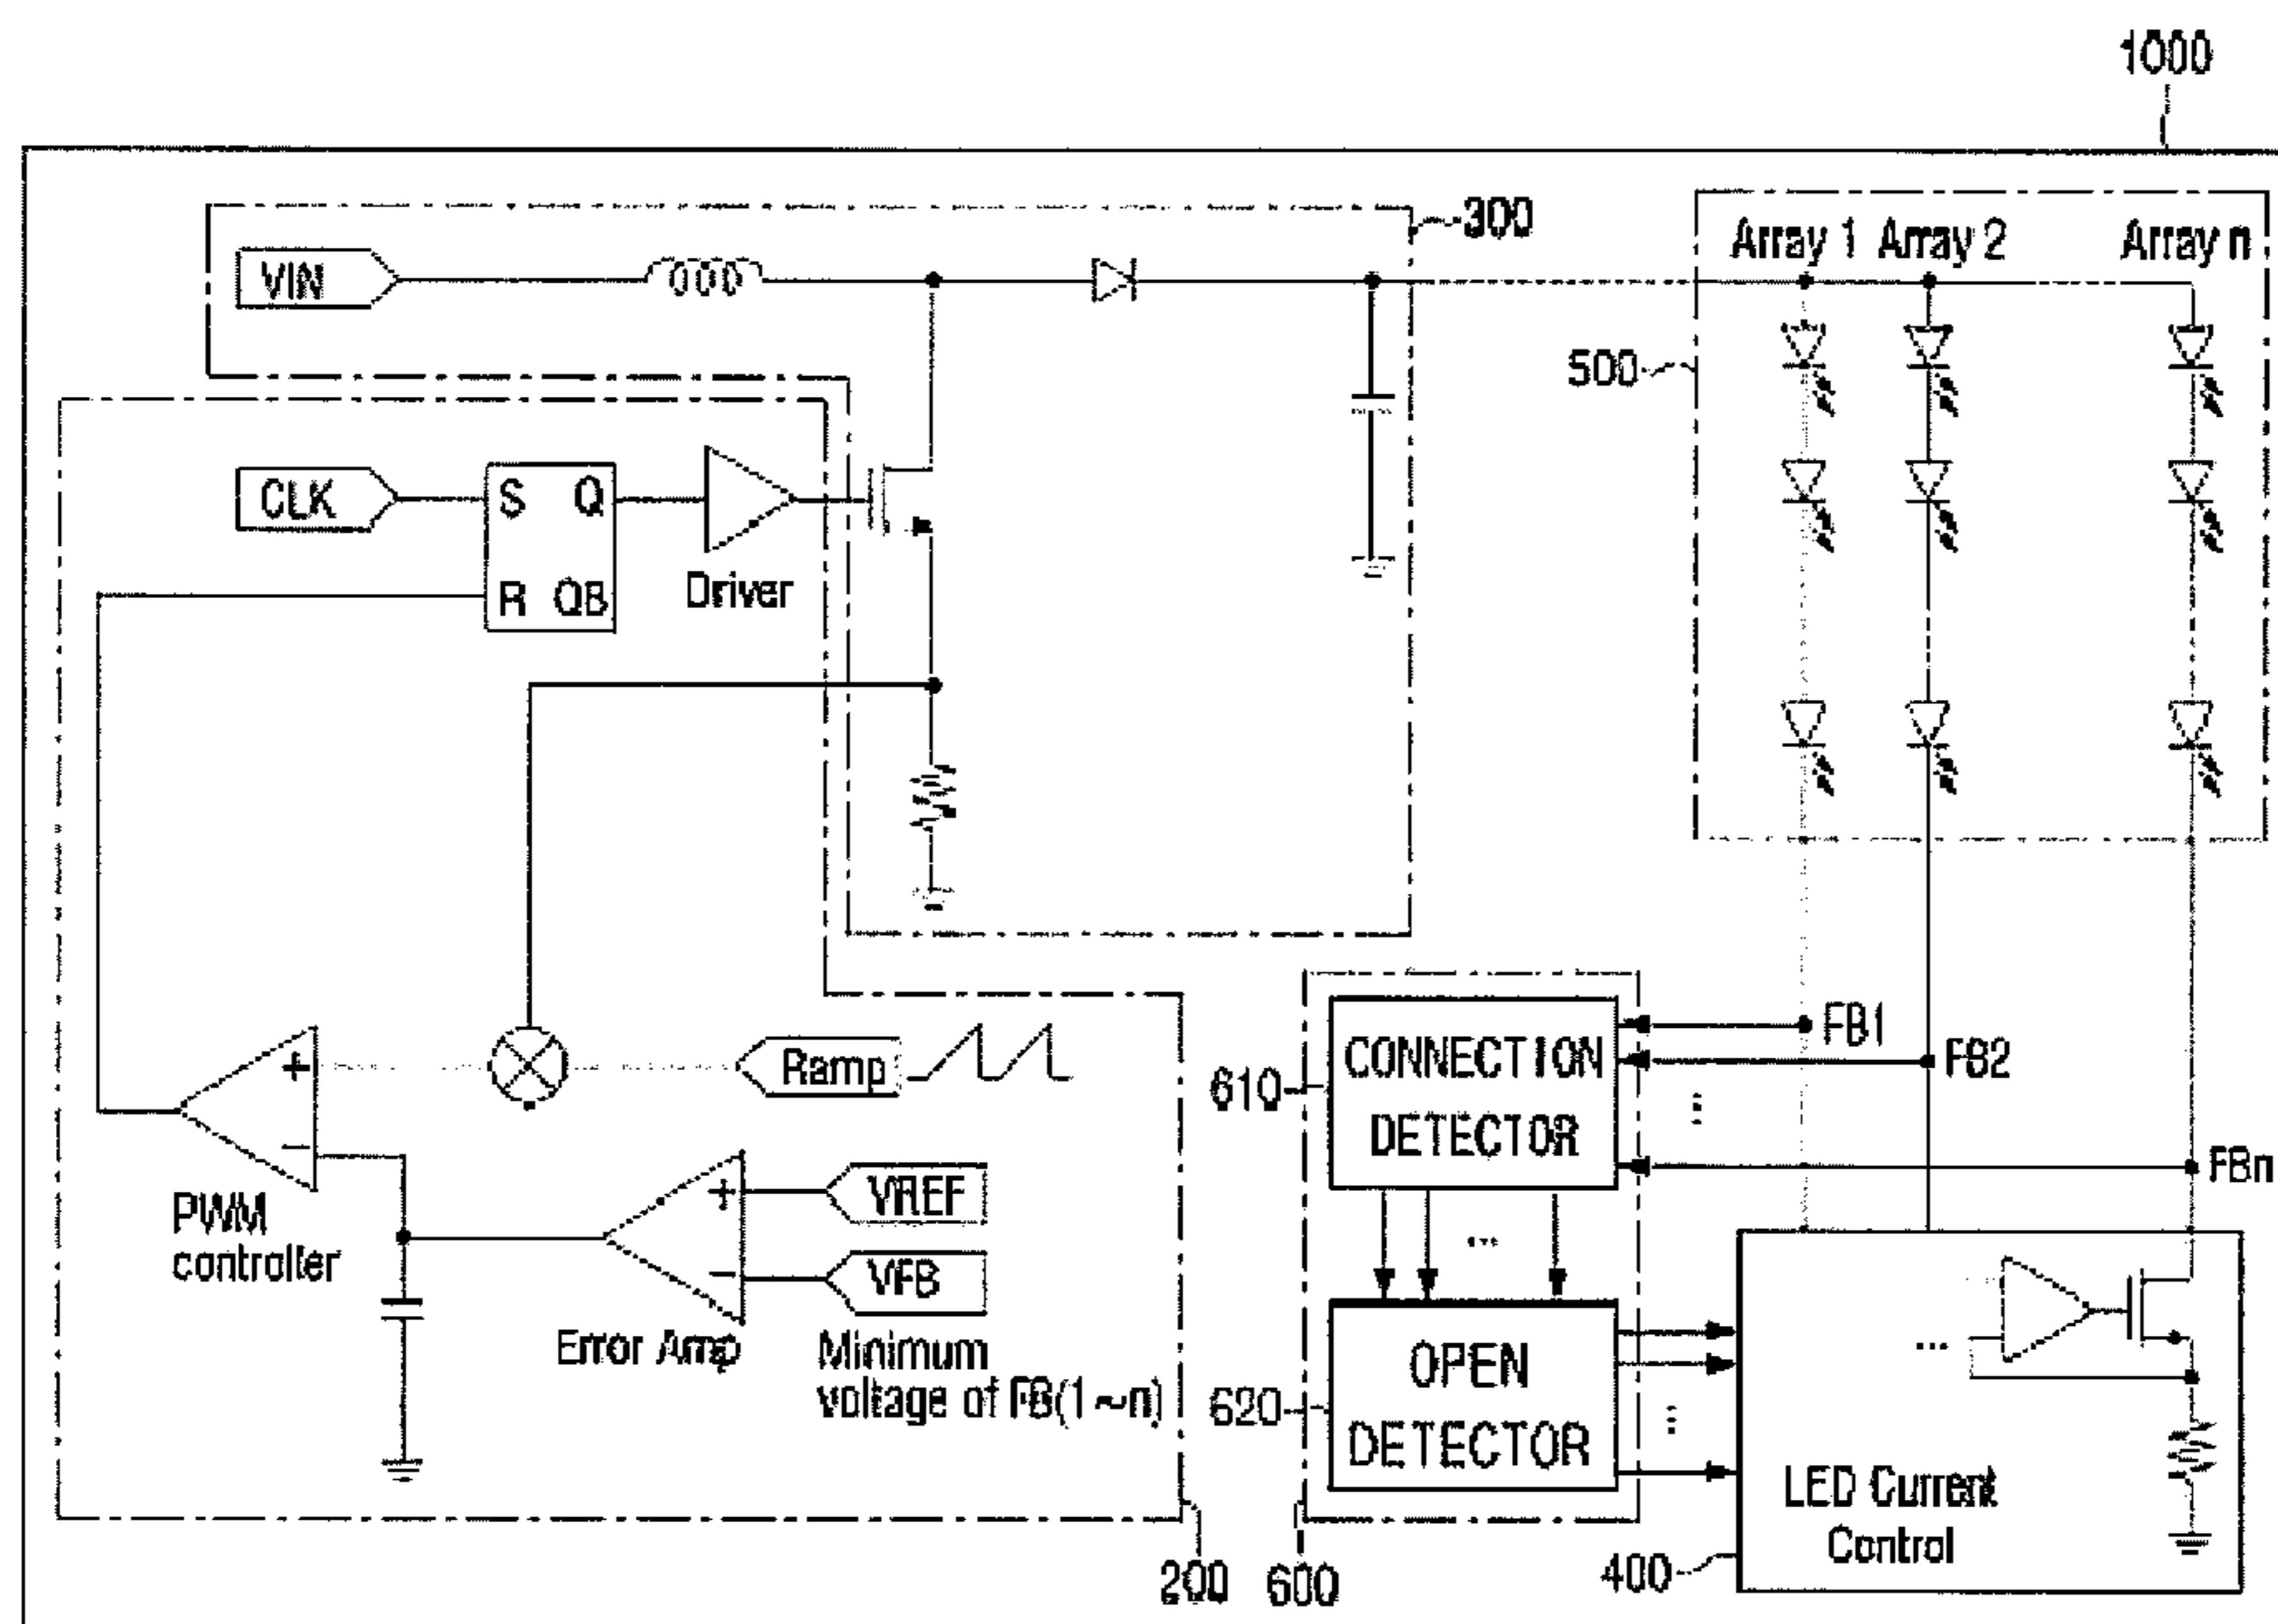 1000
300
VIN
Array 1 Array 2 Array n
500
CLK
S Q
R QB
Driver
Ramp
+
−
PWM
controller
+
−
VREF
VFB
Error Amp
Minimum
voltage of FB(1~n)
200
610
CONNECTION
DETECTOR
...
FB1
FB2
...
FBn
620
OPEN
DETECTOR
...
600
...
LED Current
Control
400